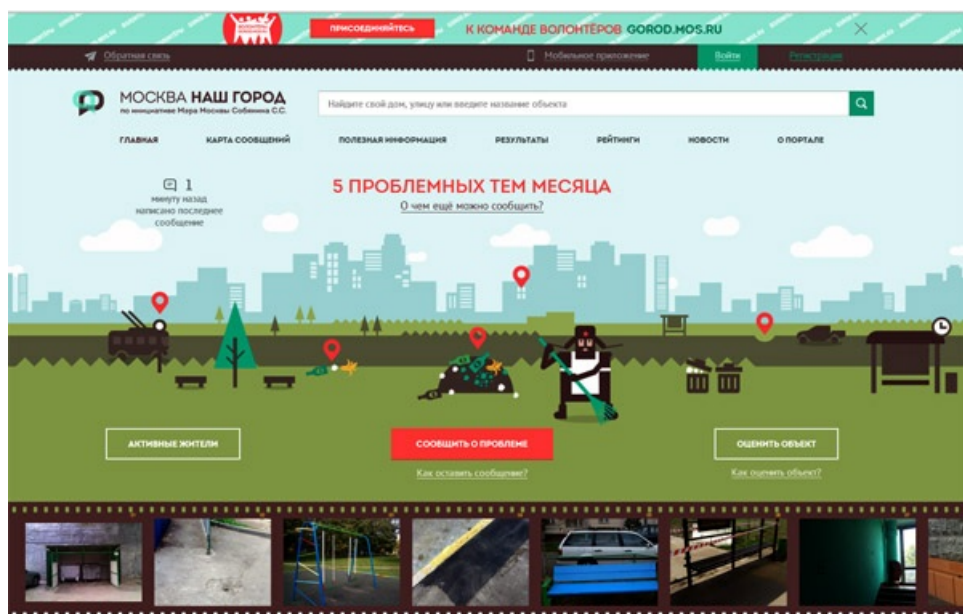 ПРИСОЕДИНЯЙТЕСЬ К КОМАНДЕ ВОЛОНТЁРОВ GOROD.MOS.RU
Обратная связь Мобильное приложение Войти Регистрация
МОСКВА НАШ ГОРОД
по инициативе Мэра Москвы Собянина С.С.
Найдите свой дом, улицу или введите название объекта
ГЛАВНАЯ КАРТА СООБЩЕНИЙ ПОЛЕЗНАЯ ИНФОРМАЦИЯ РЕЗУЛЬТАТЫ РЕЙТИНГИ НОВОСТИ О ПОРТАЛЕ
1
минуту назад
написано последнее
сообщение
5 ПРОБЛЕМНЫХ ТЕМ МЕСЯЦА
О чем ещё можно сообщить?
АКТИВНЫЕ ЖИТЕЛИ СООБЩИТЬ О ПРОБЛЕМЕ ОЦЕНИТЬ ОБЪЕКТ
Как оставить сообщение? Как оценить объект?